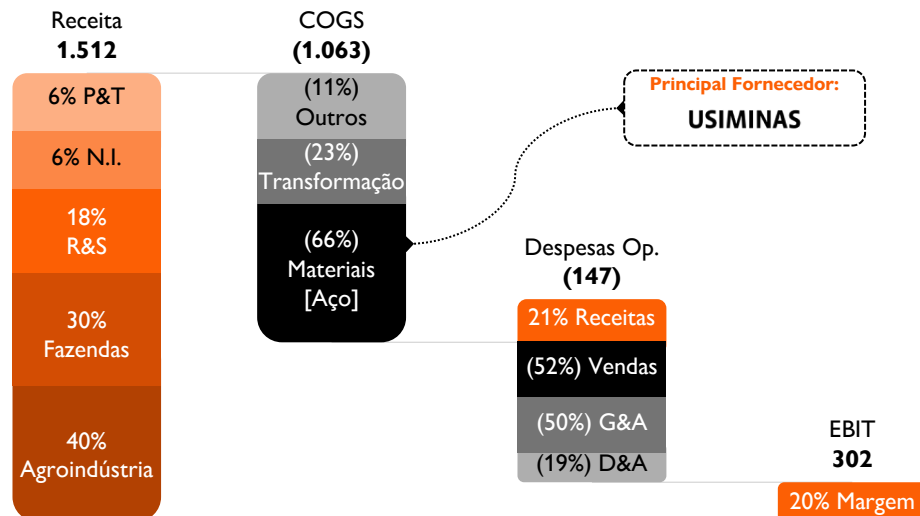 Receita
1.512
6% P&T
6% N.I.
18%
R&S
30%
Fazendas
40%
Agroindústria
COGS
(1.063)
(11%)
Outros
(23%)
Transformação
(66%)
Materiais
[Aço]
Principal Fornecedor:
USIMINAS
Despesas Op.
(147)
21% Receitas
(52%) Vendas
(50%) G&A
(19%) D&A
EBIT
302
20% Margem